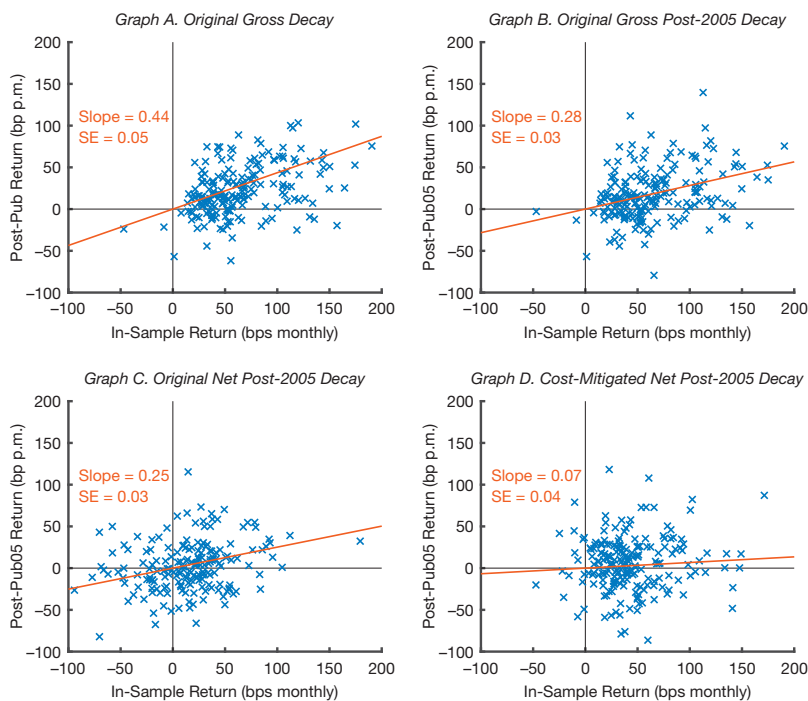 Graph A. Original Gross Decay
200
150
100
50
0
−50
−100
Post-Pub Return (bp p.m.)
Slope = 0.44
SE = 0.05
−100 −50 0 50 100 150 200
In-Sample Return (bps monthly)
Graph B. Original Gross Post-2005 Decay
200
150
100
50
0
−50
−100
Post-Pub05 Return (bp p.m.)
Slope = 0.28
SE = 0.03
−100 −50 0 50 100 150 200
In-Sample Return (bps monthly)
Graph C. Original Net Post-2005 Decay
200
150
100
50
0
−50
−100
Post-Pub05 Return (bp p.m.)
Slope = 0.25
SE = 0.03
−100 −50 0 50 100 150 200
In-Sample Return (bps monthly)
Graph D. Cost-Mitigated Net Post-2005 Decay
200
150
100
50
0
−50
−100
Post-Pub05 Return (bp p.m.)
Slope = 0.07
SE = 0.04
−100 −50 0 50 100 150 200
In-Sample Return (bps monthly)